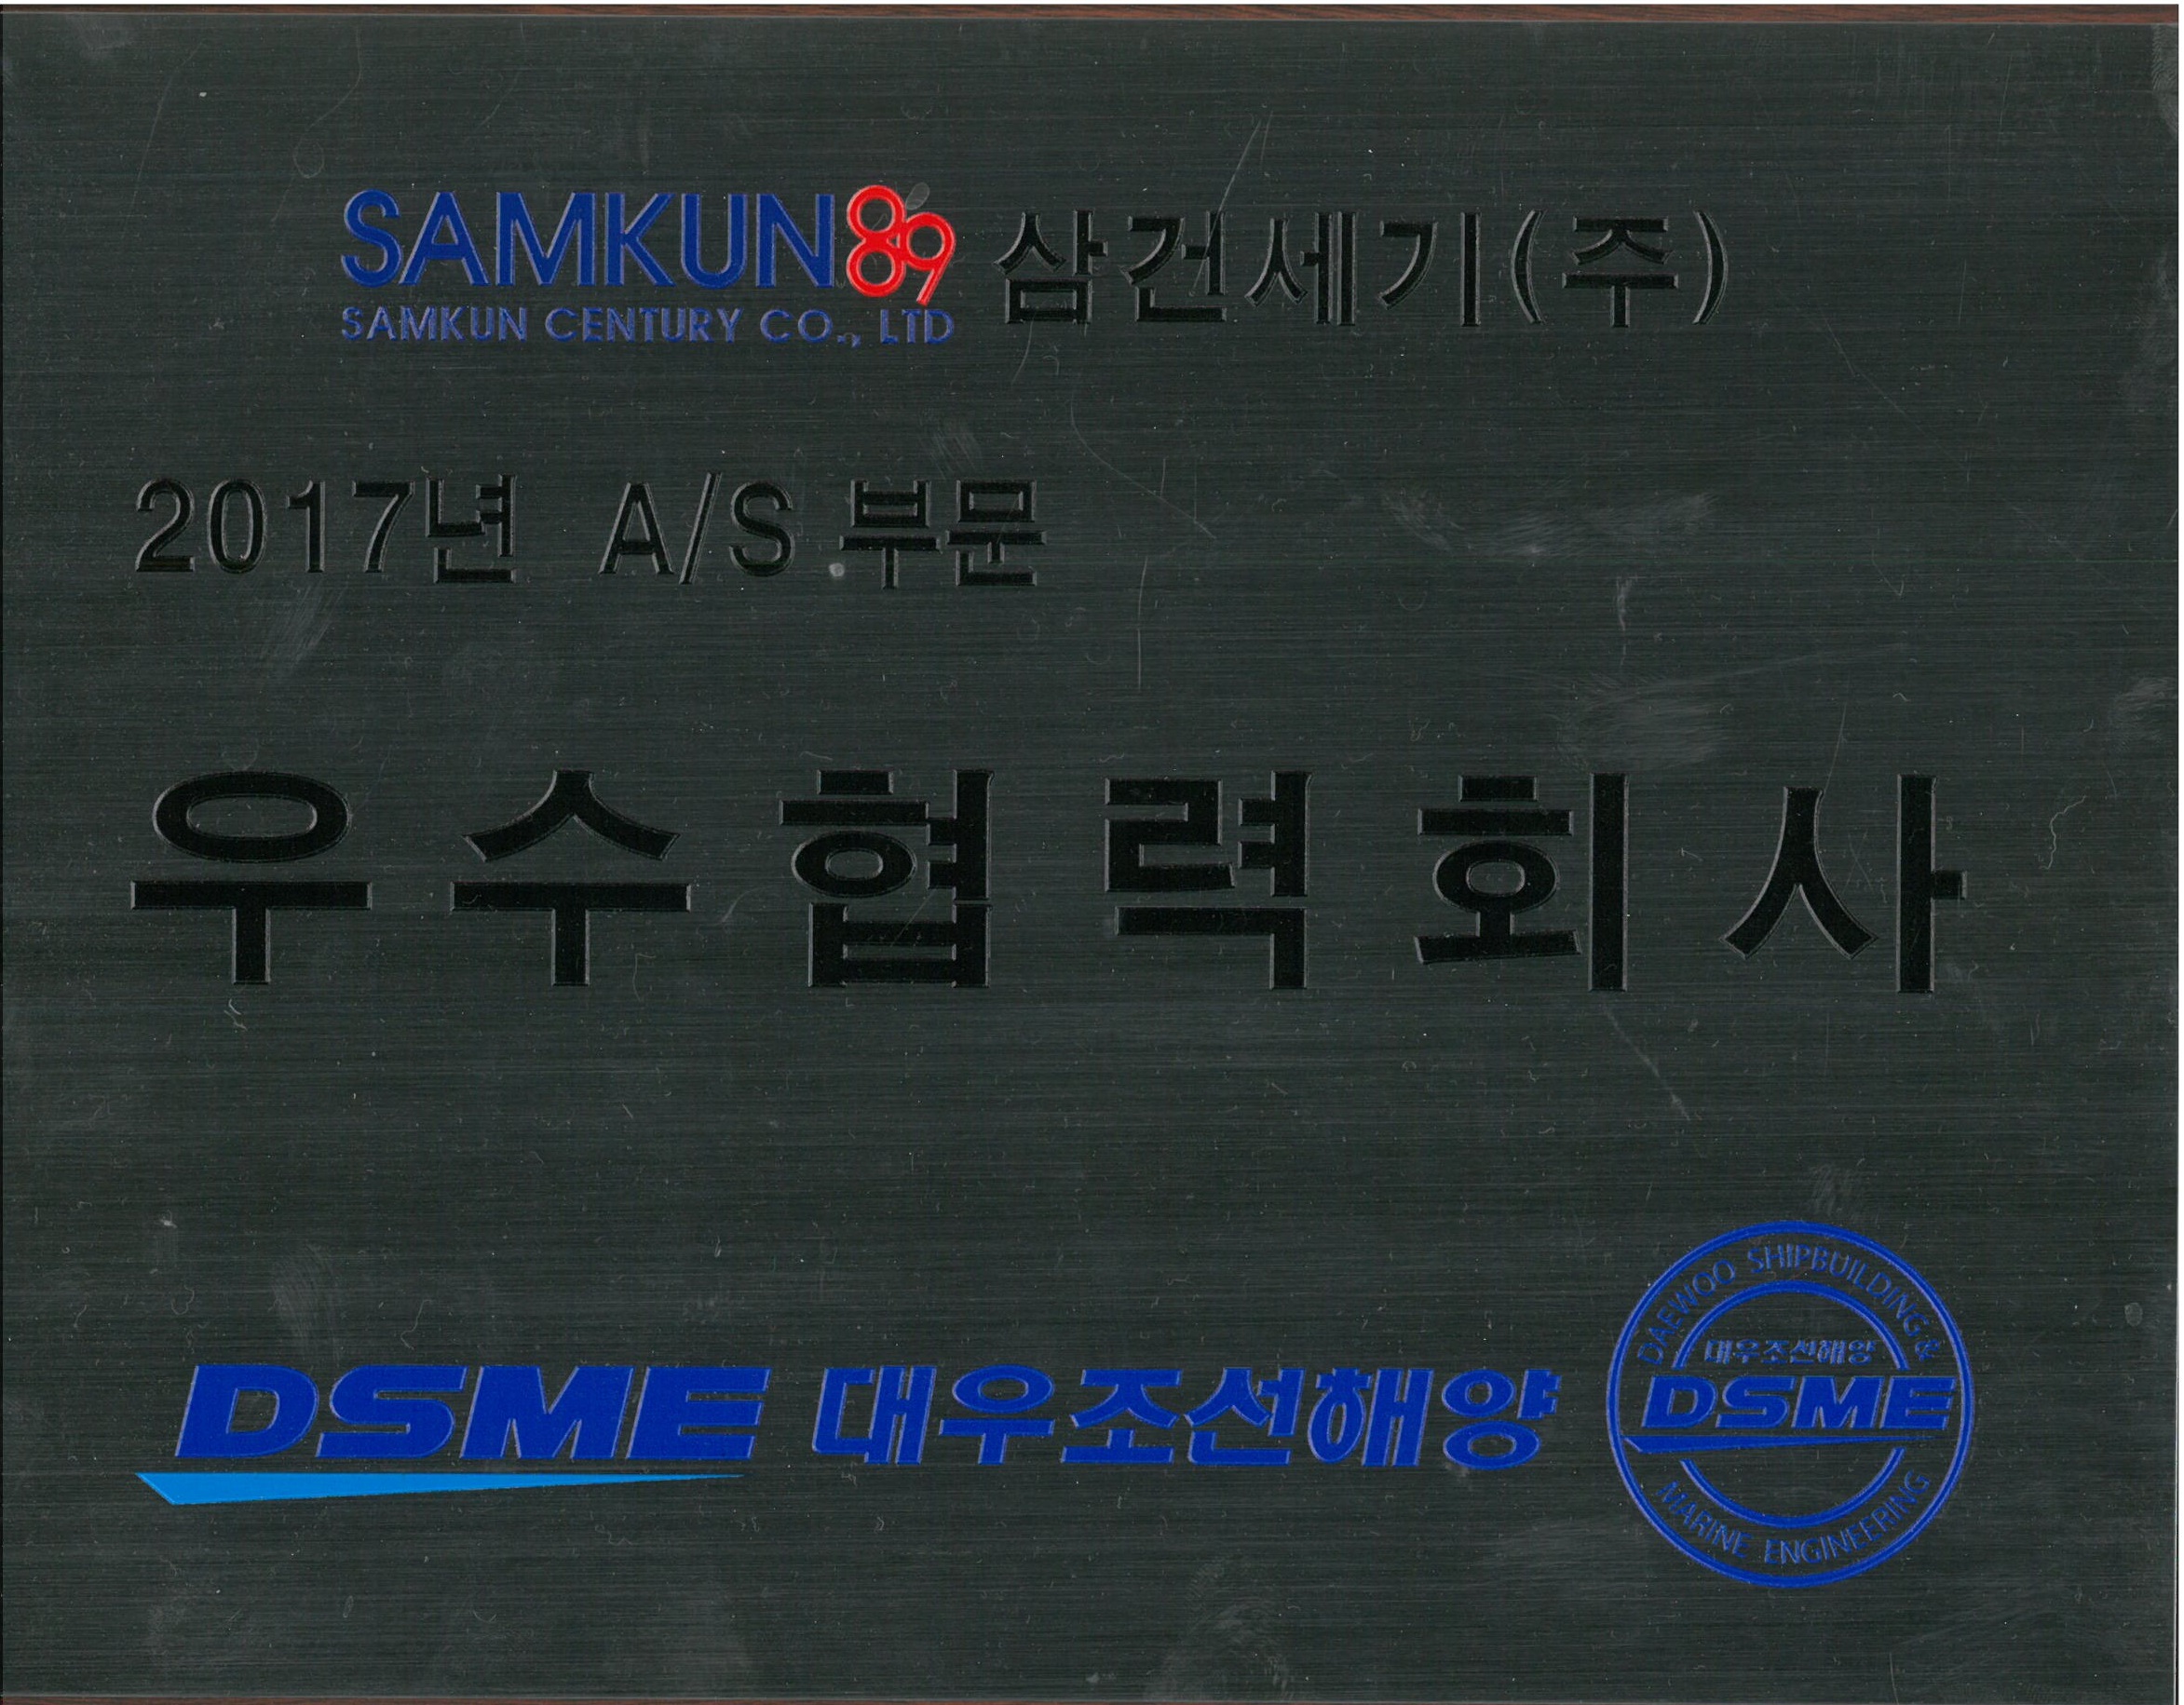 SAMKUN89 삼건세기(주)
SAMKUN CENTURY CO., LTD
2017년 A/S 부문
우수협력회사
DSME 대우조선해양
DAEWOO SHIPBUILDING &
대우조선해양
DSME
MARINE ENGINEERING